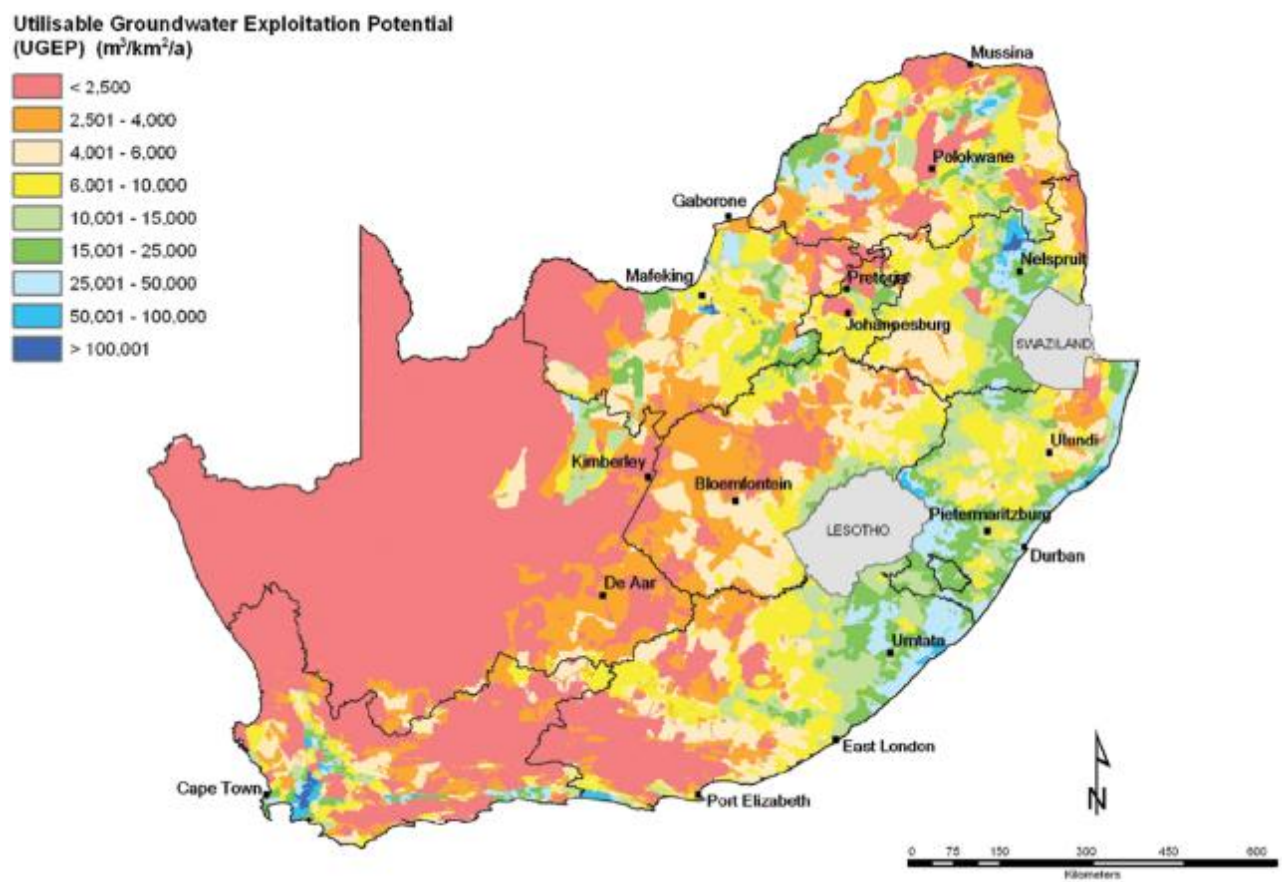 Utilisable Groundwater Exploitation Potential
(UGEP) (m³/km²/a)
< 2,500
2,501 - 4,000
4,001 - 6,000
6,001 - 10,000
10,001 - 15,000
15,001 - 25,000
25,001 - 50,000
50,001 - 100,000
> 100,001
Mussina
Polokwane
Gaborone
Mafeking
Pretoria
Nelspruit
Johannesburg
SWAZILAND
Ulundi
Kimberley
Bloemfontein
LESOTHO
Pietermaritzburg
Durban
De Aar
Umtata
East London
Cape Town
Port Elizabeth
N
0 75 150 300 450 600
Kilometers